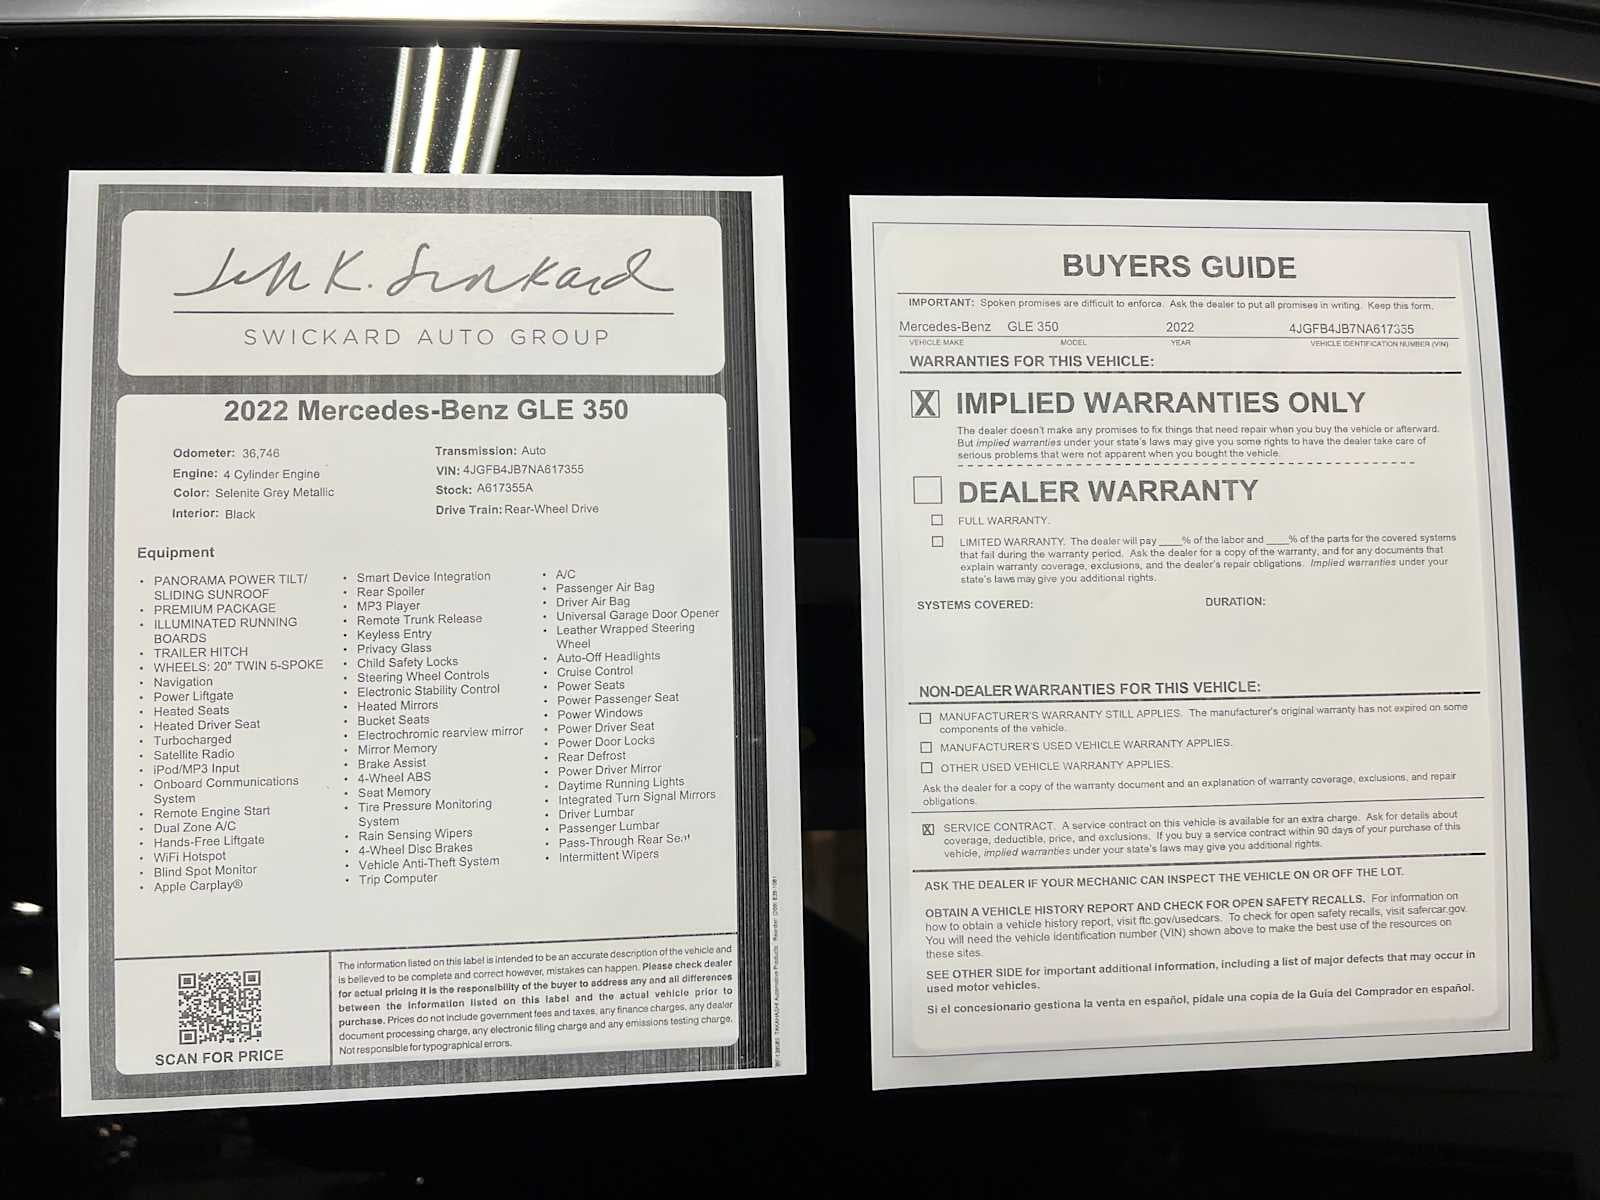 Jeff K. Swickard
SWICKARD AUTO GROUP
2022 Mercedes-Benz GLE 350
Odometer: 36,746
Engine: 4 Cylinder Engine
Color: Selenite Grey Metallic
Interior: Black
Transmission: Auto
VIN: 4JGFB4JB7NA617355
Stock: A617355A
Drive Train: Rear-Wheel Drive
Equipment
• PANORAMA POWER TILT/
SLIDING SUNROOF
• PREMIUM PACKAGE
• ILLUMINATED RUNNING
BOARDS
• TRAILER HITCH
• WHEELS: 20" TWIN 5-SPOKE
• Navigation
• Power Liftgate
• Heated Seats
• Heated Driver Seat
• Turbocharged
• Satellite Radio
• iPod/MP3 Input
• Onboard Communications
System
• Remote Engine Start
• Dual Zone A/C
• Hands-Free Liftgate
• WiFi Hotspot
• Blind Spot Monitor
• Apple Carplay®
• Smart Device Integration
• Rear Spoiler
• MP3 Player
• Remote Trunk Release
• Keyless Entry
• Privacy Glass
• Child Safety Locks
• Steering Wheel Controls
• Electronic Stability Control
• Heated Mirrors
• Bucket Seats
• Electrochromic rearview mirror
• Mirror Memory
• Brake Assist
• 4-Wheel ABS
• Seat Memory
• Tire Pressure Monitoring
System
• Rain Sensing Wipers
• 4-Wheel Disc Brakes
• Vehicle Anti-Theft System
• Trip Computer
• A/C
• Passenger Air Bag
• Driver Air Bag
• Universal Garage Door Opener
• Leather Wrapped Steering
Wheel
• Auto-Off Headlights
• Cruise Control
• Power Seats
• Power Passenger Seat
• Power Windows
• Power Driver Seat
• Power Door Locks
• Rear Defrost
• Power Driver Mirror
• Daytime Running Lights
• Integrated Turn Signal Mirrors
• Driver Lumbar
• Passenger Lumbar
• Pass-Through Rear Seat
• Intermittent Wipers
SCAN FOR PRICE
The information listed on this label is intended to be an accurate description of the vehicle and
is believed to be complete and correct however, mistakes can happen. Please check dealer
for actual pricing it is the responsibility of the buyer to address any and all differences
between the information listed on this label and the actual vehicle prior to
purchase. Prices do not include government fees and taxes, any finance charges, any dealer
document processing charge, any electronic filing charge and any emissions testing charge.
Not responsible for typographical errors.
BUYERS GUIDE
IMPORTANT: Spoken promises are difficult to enforce. Ask the dealer to put all promises in writing. Keep this form.
Mercedes-Benz GLE 350 2022 4JGFB4JB7NA617355
VEHICLE MAKE MODEL YEAR VEHICLE IDENTIFICATION NUMBER (VIN)
WARRANTIES FOR THIS VEHICLE:
X IMPLIED WARRANTIES ONLY
The dealer doesn't make any promises to fix things that need repair when you buy the vehicle or afterward.
But implied warranties under your state's laws may give you some rights to have the dealer take care of
serious problems that were not apparent when you bought the vehicle.
DEALER WARRANTY
FULL WARRANTY.
LIMITED WARRANTY. The dealer will pay ____% of the labor and ____% of the parts for the covered systems
that fail during the warranty period. Ask the dealer for a copy of the warranty, and for any documents that
explain warranty coverage, exclusions, and the dealer's repair obligations. Implied warranties under your
state's laws may give you additional rights.
SYSTEMS COVERED: DURATION:
NON-DEALER WARRANTIES FOR THIS VEHICLE:
MANUFACTURER'S WARRANTY STILL APPLIES. The manufacturer's original warranty has not expired on some
components of the vehicle.
MANUFACTURER'S USED VEHICLE WARRANTY APPLIES.
OTHER USED VEHICLE WARRANTY APPLIES.
Ask the dealer for a copy of the warranty document and an explanation of warranty coverage, exclusions, and repair
obligations.
X SERVICE CONTRACT. A service contract on this vehicle is available for an extra charge. Ask for details about
coverage, deductible, price, and exclusions. If you buy a service contract within 90 days of your purchase of this
vehicle, implied warranties under your state's laws may give you additional rights.
ASK THE DEALER IF YOUR MECHANIC CAN INSPECT THE VEHICLE ON OR OFF THE LOT.
OBTAIN A VEHICLE HISTORY REPORT AND CHECK FOR OPEN SAFETY RECALLS. For information on
how to obtain a vehicle history report, visit ftc.gov/usedcars. To check for open safety recalls, visit safercar.gov.
You will need the vehicle identification number (VIN) shown above to make the best use of the resources on
these sites.
SEE OTHER SIDE for important additional information, including a list of major defects that may occur in
used motor vehicles.
Si el concesionario gestiona la venta en español, pídale una copia de la Guía del Comprador en español.